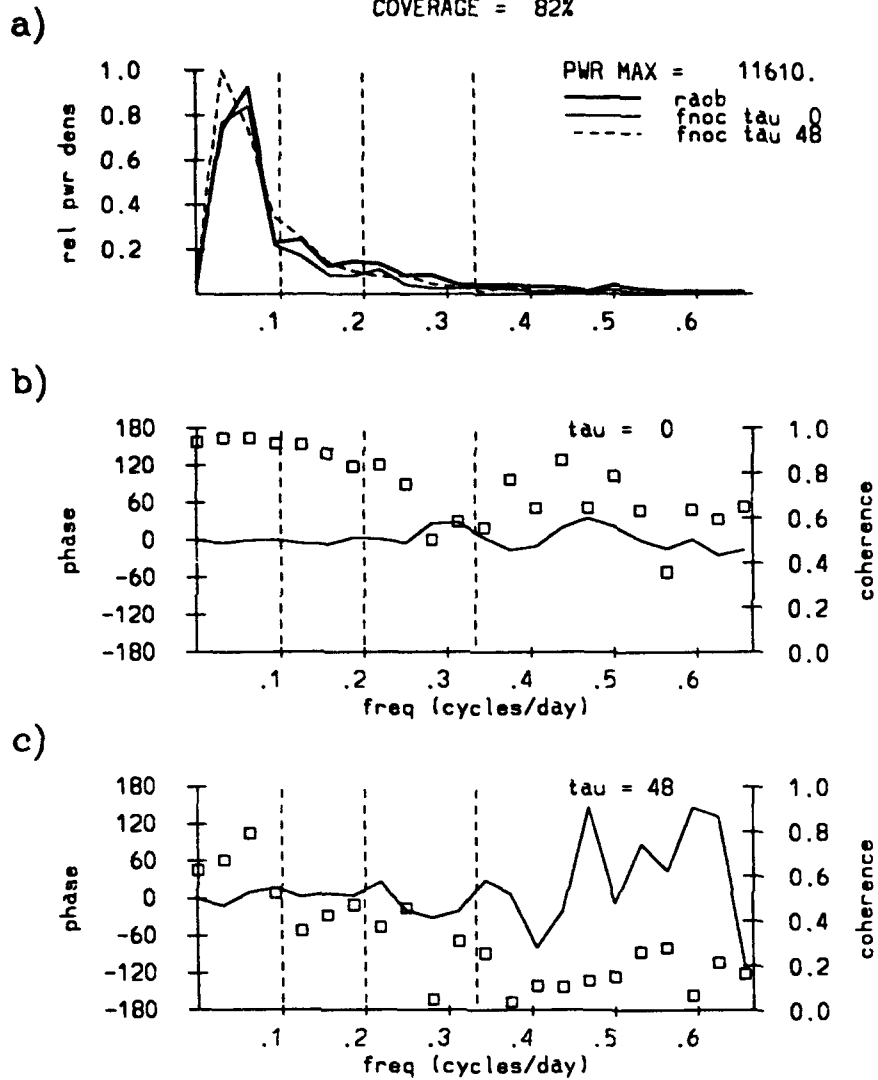 COVERAGE = 82%
a)
PWR MAX = 11610.
raob
fnoc tau 0
fnoc tau 48
rel pwr dens
1.0
0.8
0.6
0.4
0.2
.1 .2 .3 .4 .5 .6
b)
tau = 0
phase
180
120
60
0
-60
-120
-180
coherence
1.0
0.8
0.6
0.4
0.2
0.0
.1 .2 .3 .4 .5 .6
freq (cycles/day)
c)
tau = 48
phase
180
120
60
0
-60
-120
-180
coherence
1.0
0.8
0.6
0.4
0.2
0.0
.1 .2 .3 .4 .5 .6
freq (cycles/day)